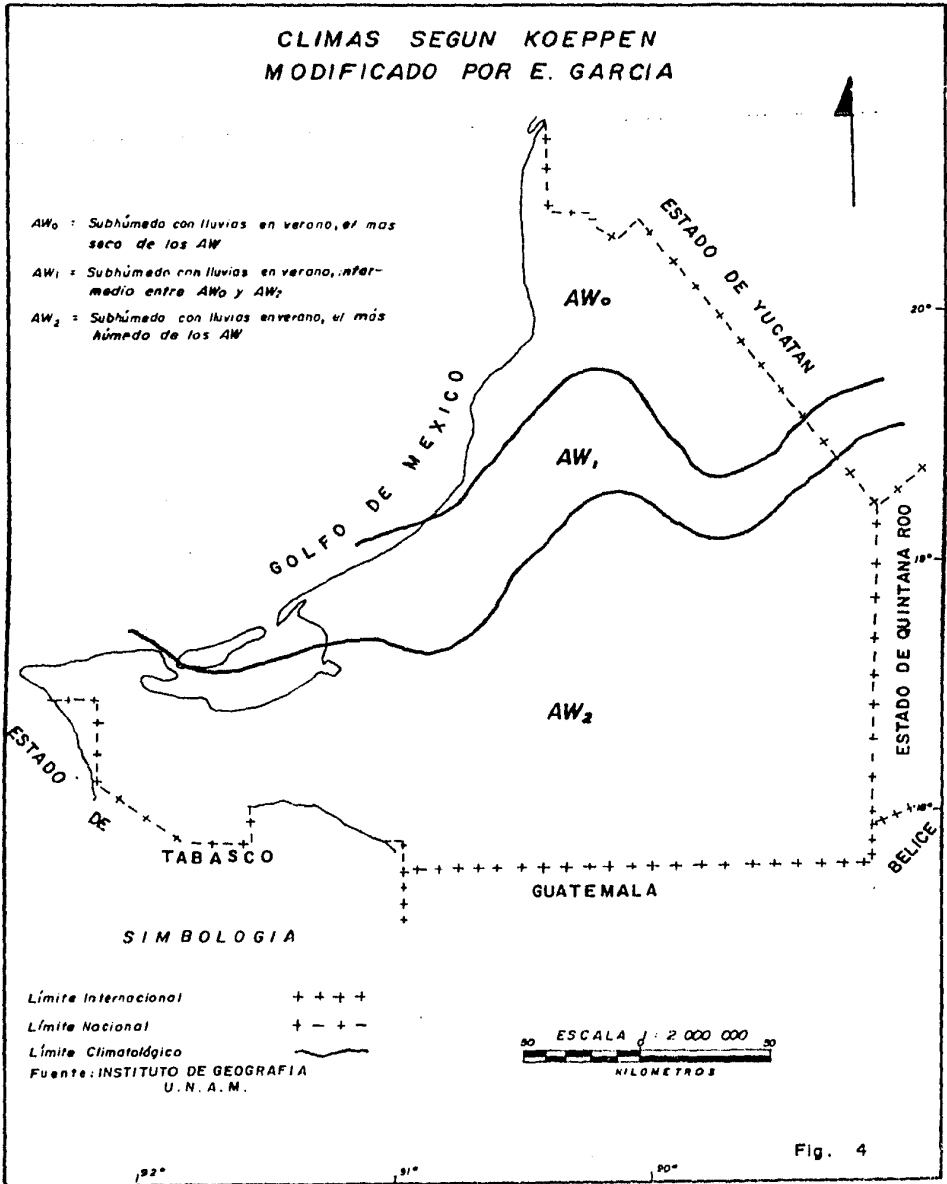 CLIMAS SEGUN KOEPPEN
MODIFICADO POR E. GARCIA
AW₀ : Subhúmedo con lluvias en verano, el mas
seco de los AW
AW₁ = Subhúmedo con lluvias en verano, inter-
medio entre AW₀ y AW₂
AW₂ = Subhúmedo con lluvias en verano, el más
húmedo de los AW
ESTADO DE YUCATAN
AW₀
20°
GOLFO DE MEXICO
AW₁
19°
ESTADO DE QUINTANA ROO
AW₂
ESTADO
DE
TABASCO
18°
BELICE
GUATEMALA
SIMBOLOGIA
Límite Internacional + + + +
Límite Nacional + - + -
Límite Climatológico
Fuente: INSTITUTO DE GEOGRAFIA
U.N.A.M.
ESCALA 1: 2 000 000
50 0 50
KILOMETROS
Fig. 4
92° 91° 90°